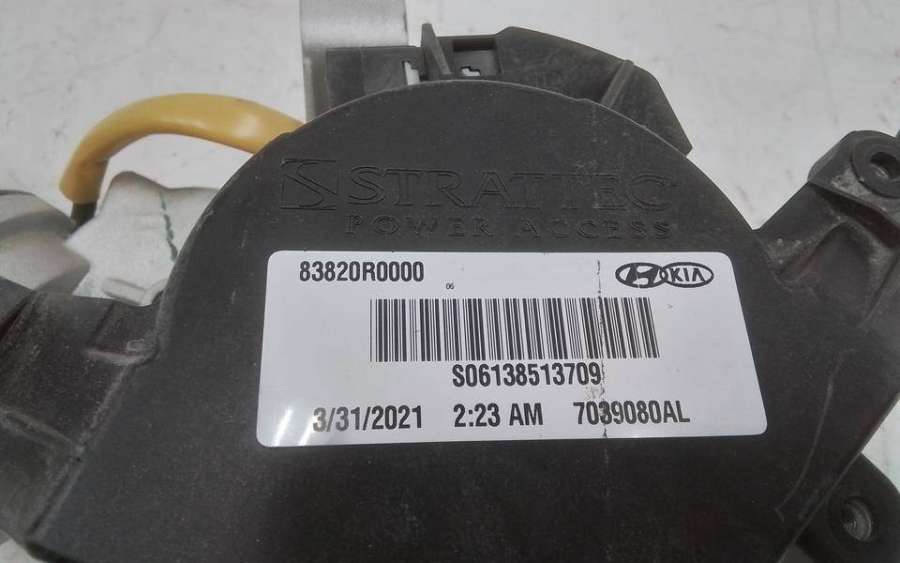 STRATTEC
POWER ACCESS
83820R0000 KIA
06
S06138513709
3/31/2021 2:23 AM 7039080AL